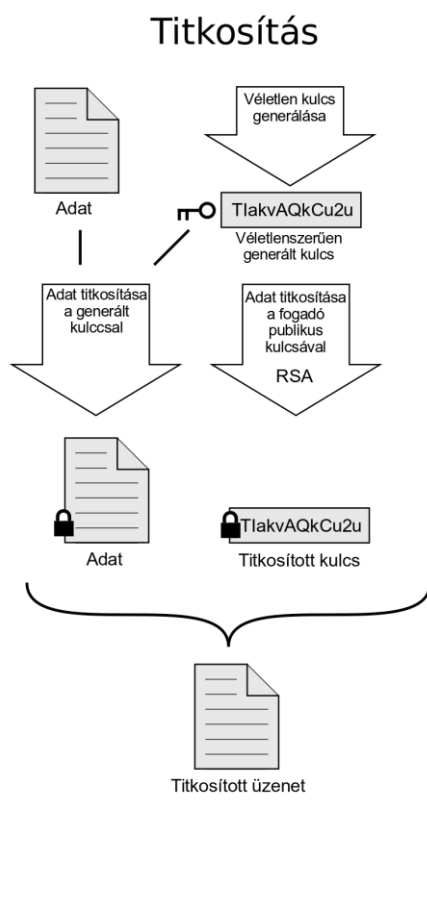 Titkosítás
Véletlen kulcs
generálása
Adat
TIakvAQkCu2u
Véletlenszerűen
generált kulcs
Adat titkosítása
a generált
kulccsal
Adat titkosítása
a fogadó
publikus
kulcsával
RSA
Adat
TIakvAQkCu2u
Titkosított kulcs
Titkosított üzenet